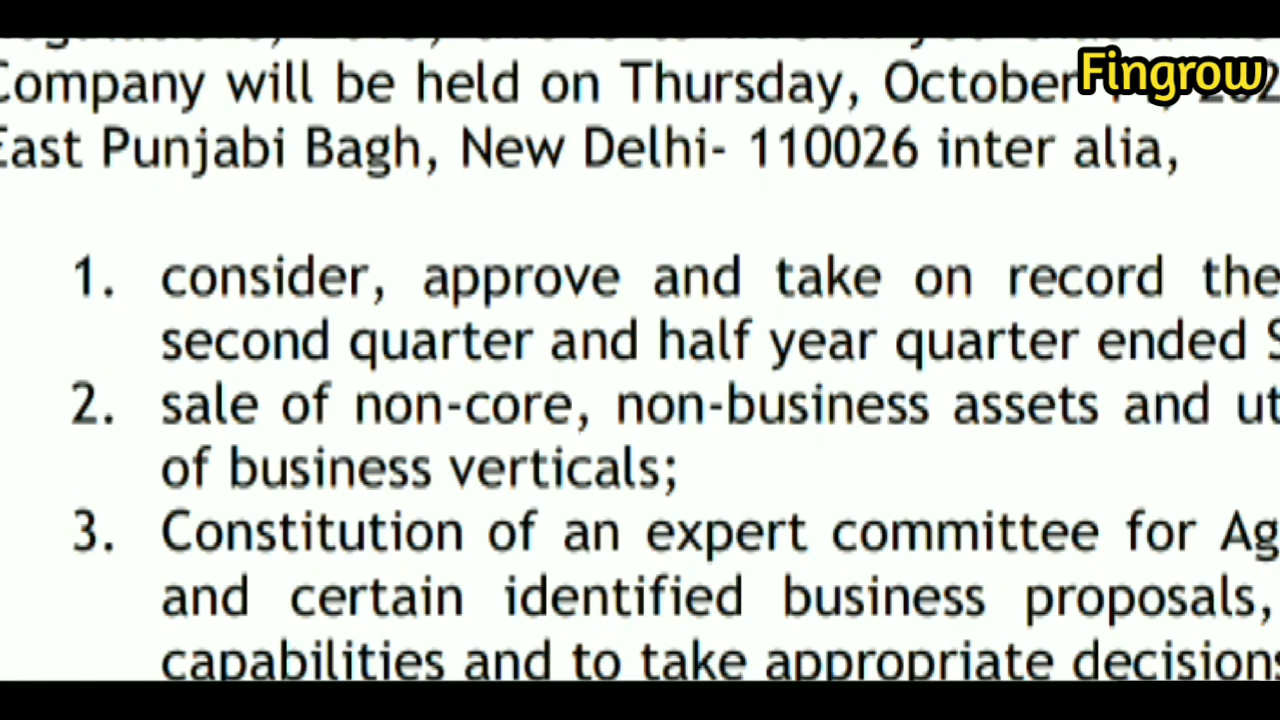 Company will be held on Thursday, October
Fingrow
East Punjabi Bagh, New Delhi- 110026 inter alia,
1. consider, approve and take on record the
second quarter and half year quarter ended S
2. sale of non-core, non-business assets and ut
of business verticals;
3. Constitution of an expert committee for Ag
and certain identified business proposals,
capabilities and to take appropriate decisions